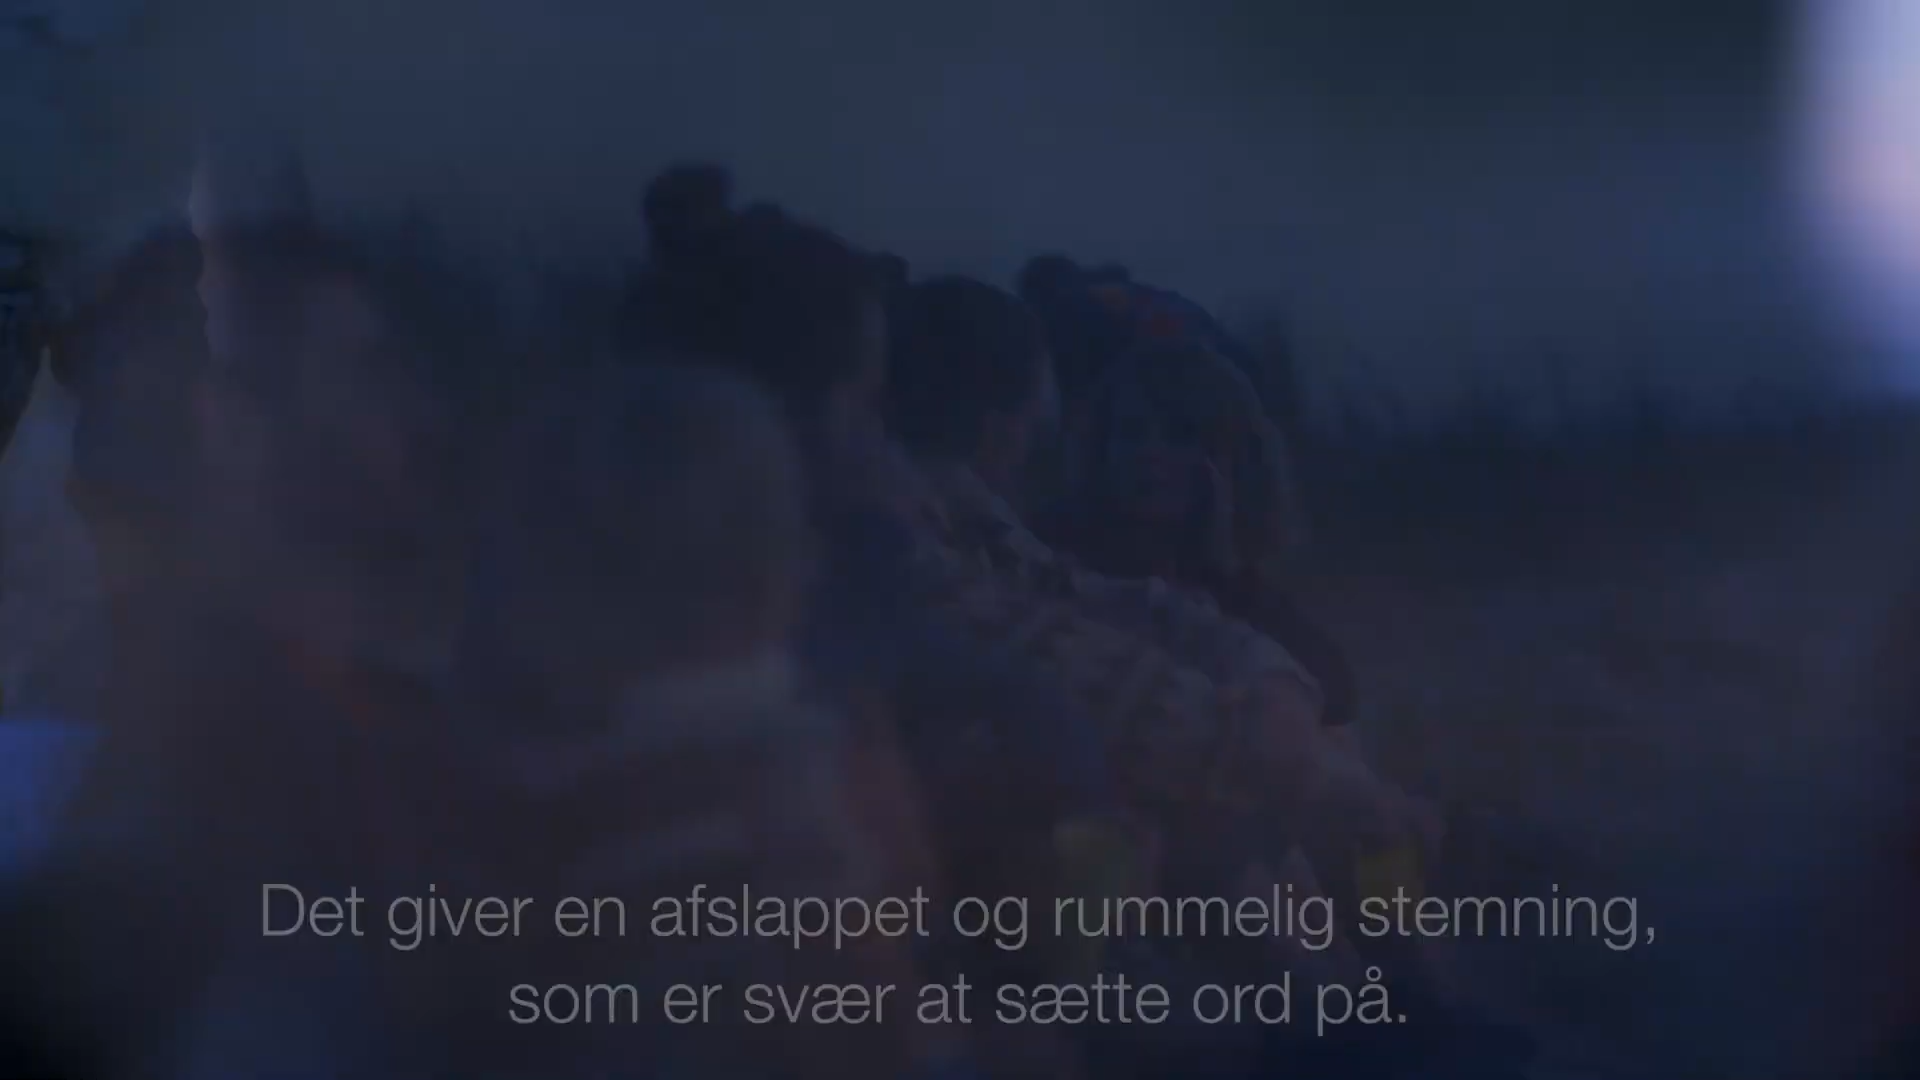 Det giver en afslappet og rummelig stemning,
som er svær at sætte ord på.